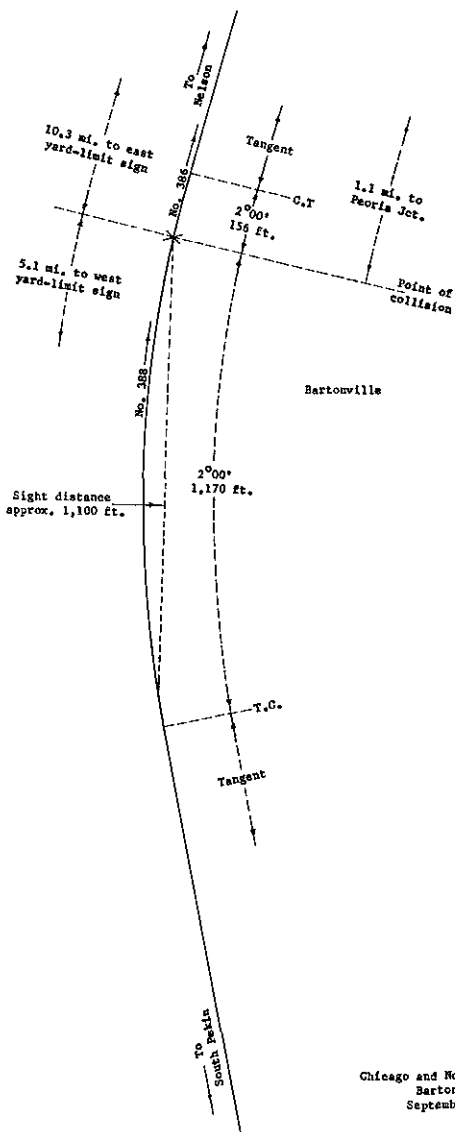 To
Nelson
10.3 mi. to east
yard-limit sign
No. 386
Tangent
C.T
2°00'
156 ft.
1.1 mi. to
Peoria Jct.
5.1 mi. to west
yard-limit sign
Point of
collision
No. 388
Bartonville
2°00'
1,170 ft.
Sight distance
approx. 1,100 ft.
T.C.
Tangent
To
South Pekin
Chicago and No
Barton
Septemb